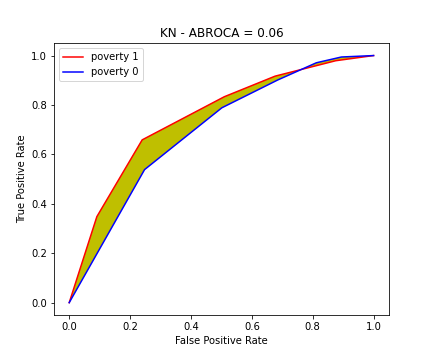 KN - ABROCA = 0.06
poverty 1
poverty 0
1.0
0.8
0.6
0.4
0.2
0.0
True Positive Rate
0.0 0.2 0.4 0.6 0.8 1.0
False Positive Rate